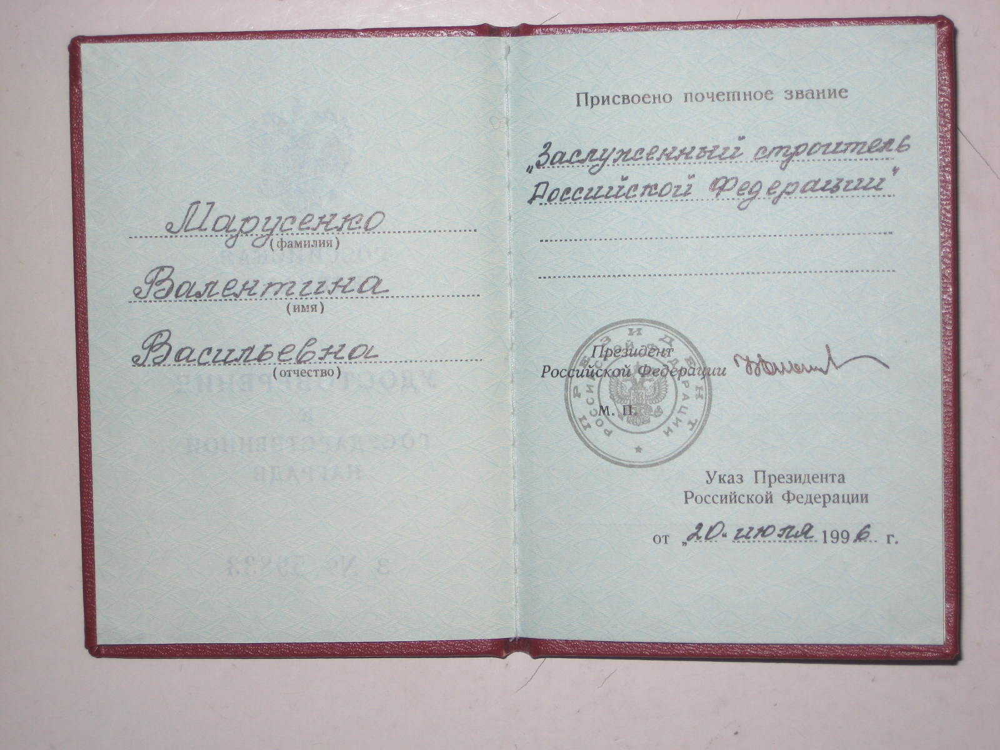 Марусенко
(фамилия)
Валентина
(имя)
Васильевна
(отчество)
Присвоено почетное звание
„Заслуженный строитель
Российской Федерации"
Президент
Российской Федерации
М. П.
ПРЕЗИДЕНТ
РОССИЙСКОЙ ФЕДЕРАЦИИ
Указ Президента
Российской Федерации
от „20" июля 1996 г.